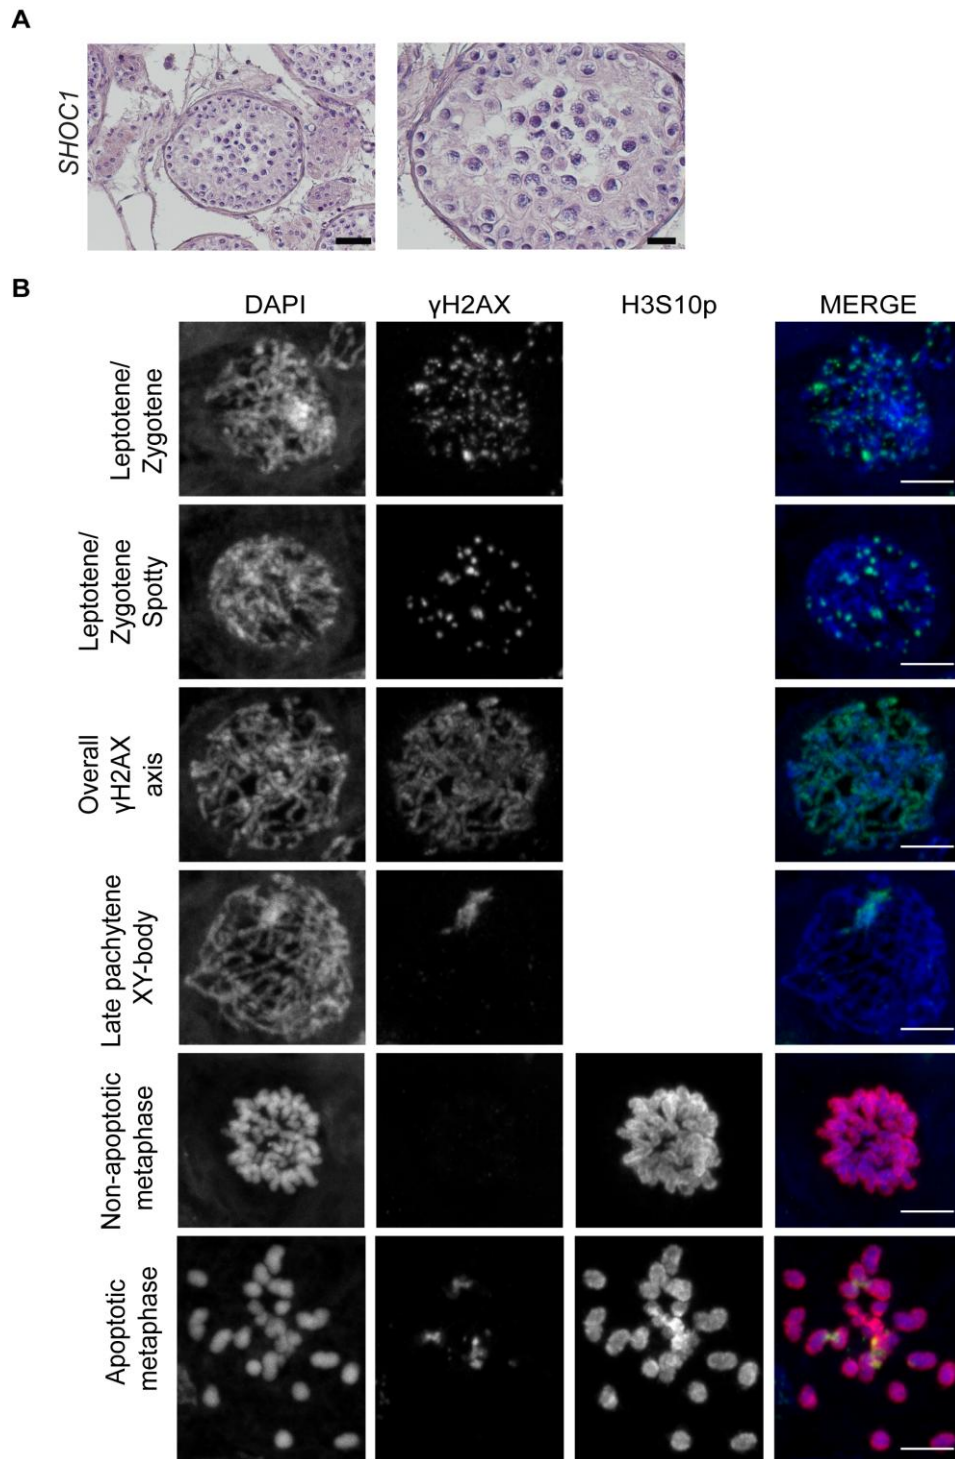 A
SHOC1
B
DAPI
γH2AX
H3S10p
MERGE
Leptotene/
Zygotene
Leptotene/
Zygotene
Spotty
Overall
γH2AX
axis
Late pachytene
XY-body
Non-apoptotic
metaphase
Apoptotic
metaphase